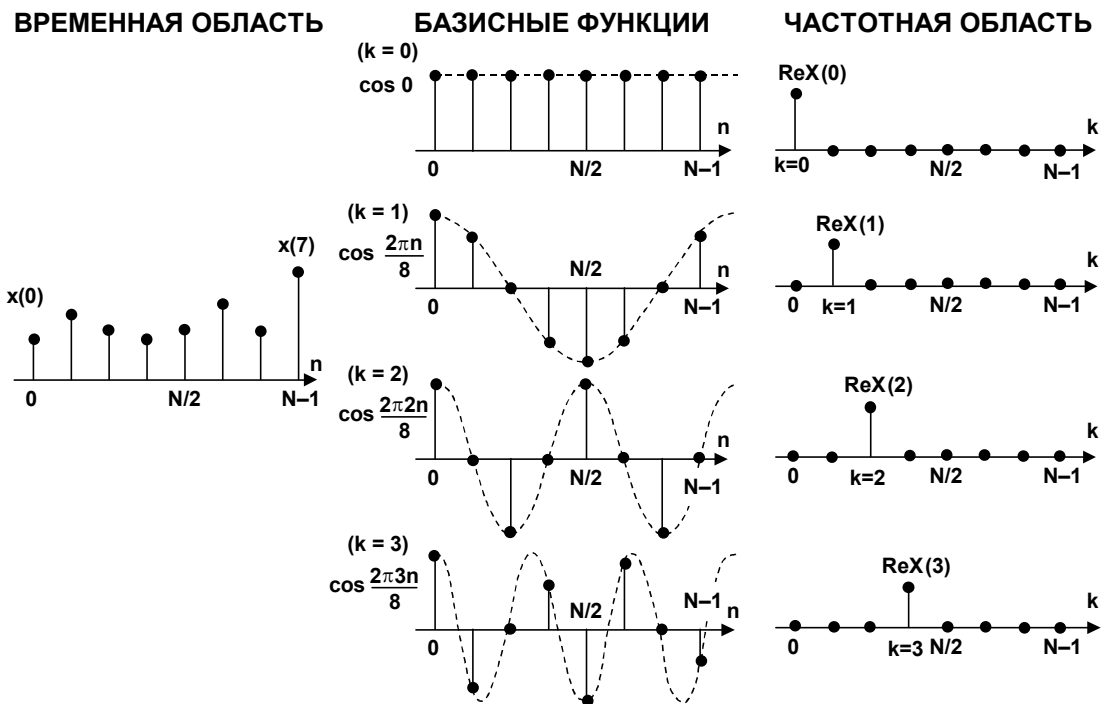 ВРЕМЕННАЯ ОБЛАСТЬ
БАЗИСНЫЕ ФУНКЦИИ
ЧАСТОТНАЯ ОБЛАСТЬ
x(0)
x(7)
n
0
N/2
N–1
(k = 0)
cos 0
n
0
N/2
N–1
ReX(0)
k
k=0
N/2
N–1
(k = 1)
cos 2πn/8
N/2
n
0
N–1
ReX(1)
k
0
k=1
N/2
N–1
(k = 2)
cos 2π2n/8
n
0
N/2
N–1
ReX(2)
k
0
k=2
N/2
N–1
(k = 3)
cos 2π3n/8
N/2
N–1
n
0
ReX(3)
k
0
k=3
N/2
N–1